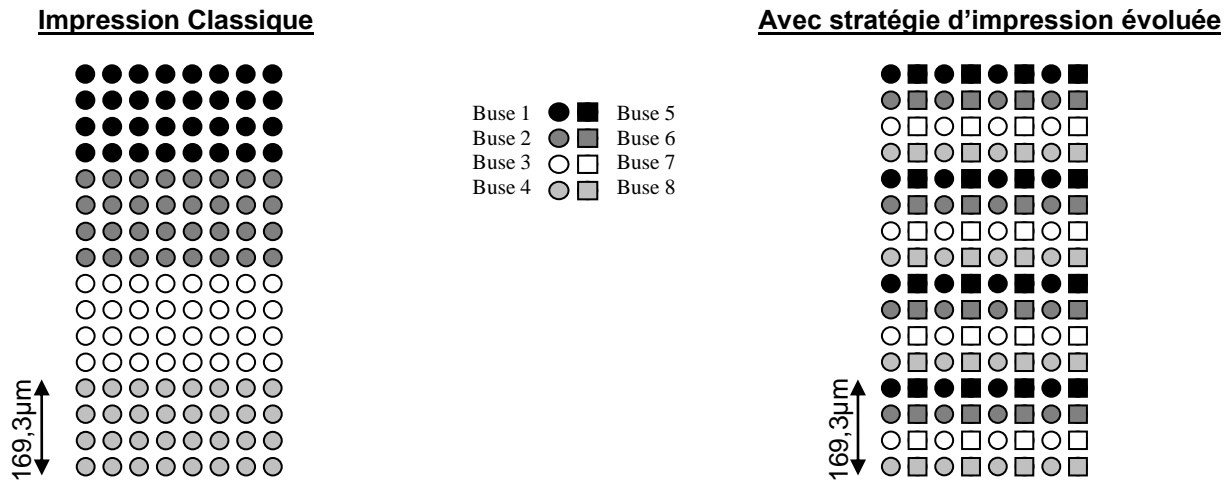 Impression Classique
Avec stratégie d’impression évoluée
Buse 1 Buse 5
Buse 2 Buse 6
Buse 3 Buse 7
Buse 4 Buse 8
169,3µm
169,3µm